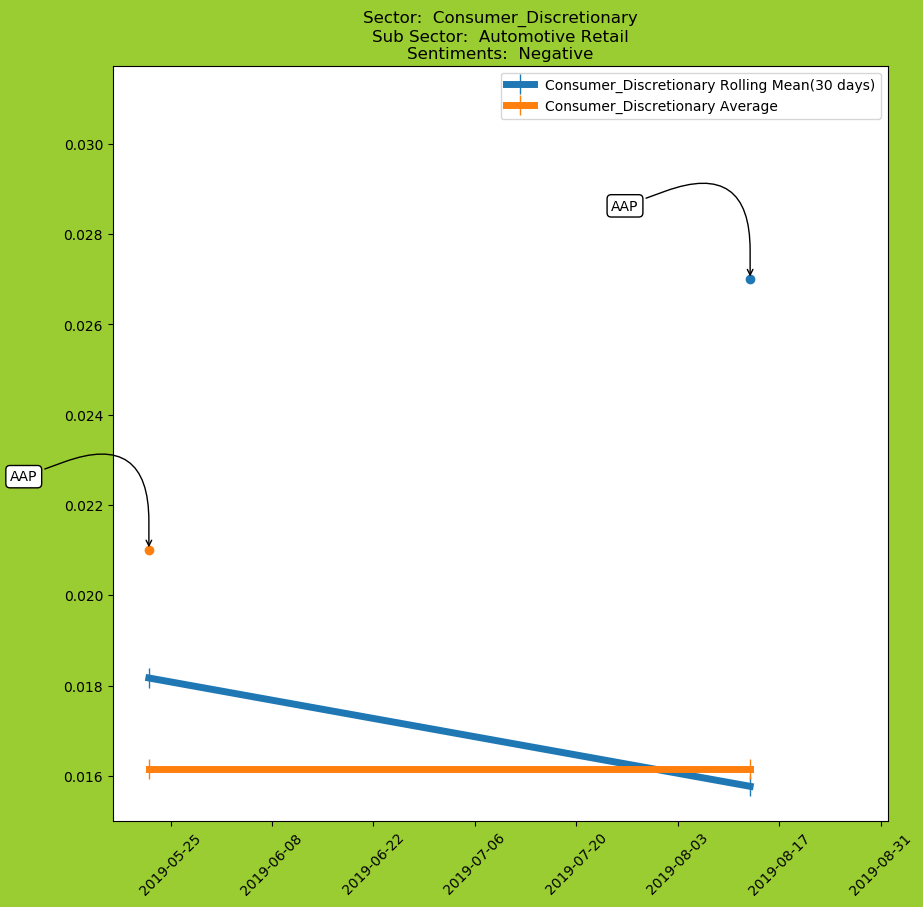 Sector:  Consumer_Discretionary
Sub Sector:  Automotive Retail
Sentiments:  Negative
Consumer_Discretionary Rolling Mean(30 days)
Consumer_Discretionary Average
0.030
0.028
0.026
0.024
0.022
0.020
0.018
0.016
AAP
AAP
2019-05-25
2019-06-08
2019-06-22
2019-07-06
2019-07-20
2019-08-03
2019-08-17
2019-08-31